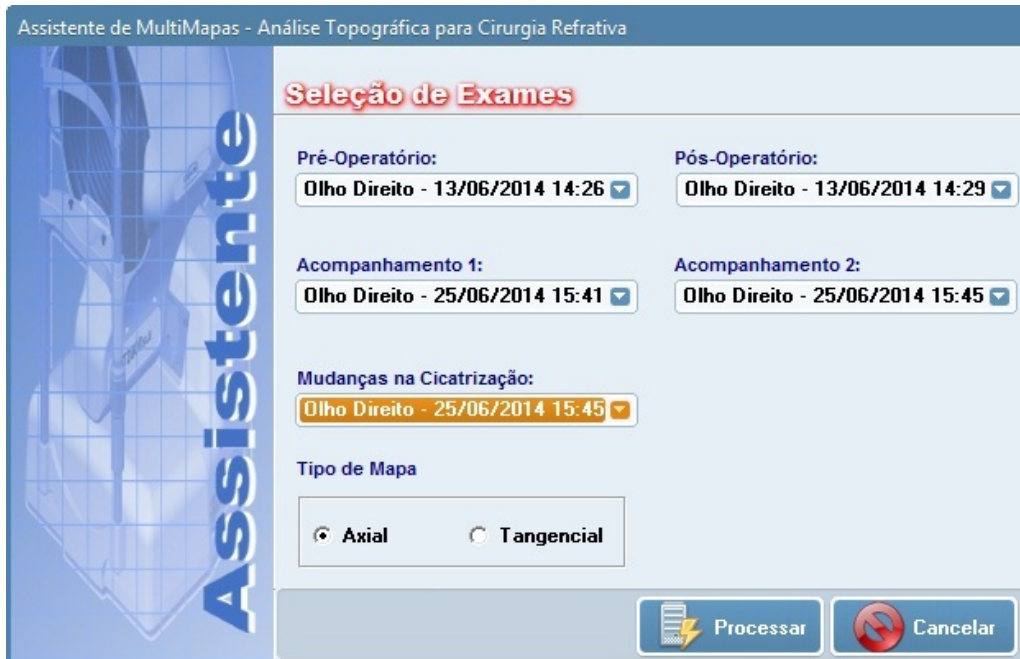 Assistente de MultiMapas - Análise Topográfica para Cirurgia Refrativa
Assistente
Seleção de Exames
Pré-Operatório:
Pós-Operatório:
Olho Direito - 13/06/2014 14:26
Olho Direito - 13/06/2014 14:29
Acompanhamento 1:
Acompanhamento 2:
Olho Direito - 25/06/2014 15:41
Olho Direito - 25/06/2014 15:45
Mudanças na Cicatrização:
Olho Direito - 25/06/2014 15:45
Tipo de Mapa
Axial
Tangencial
Processar
Cancelar